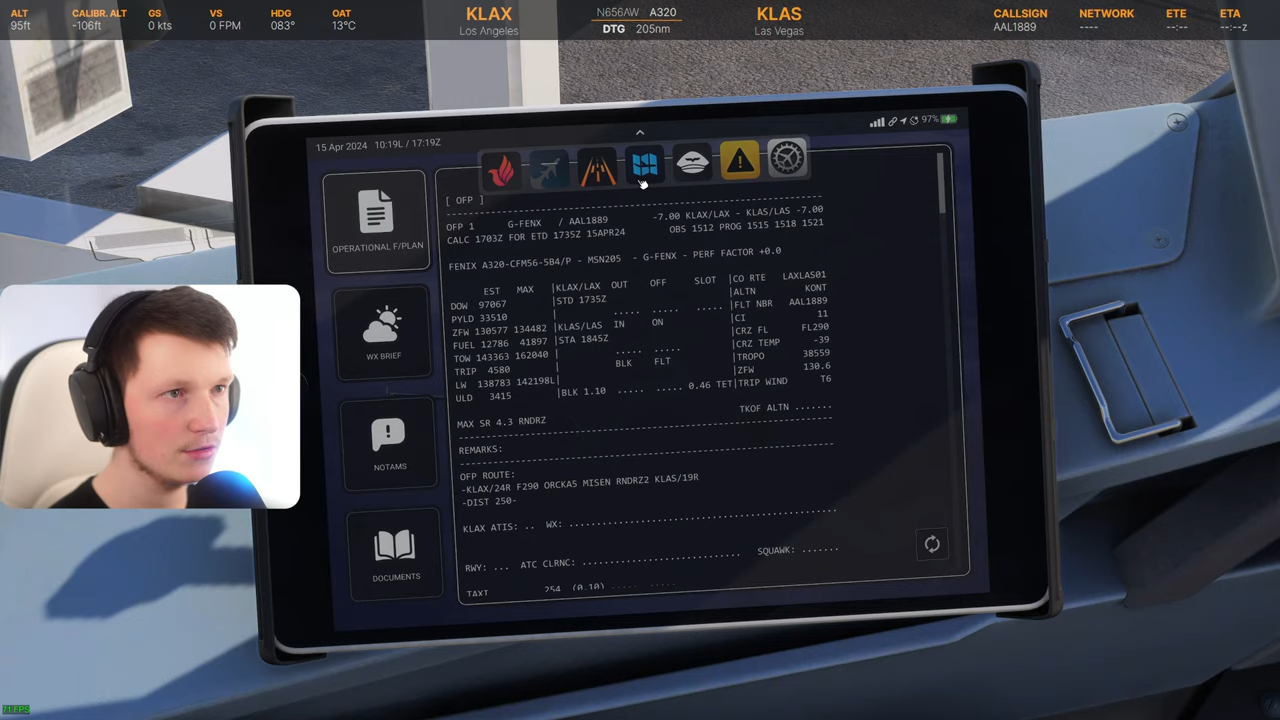 ALT
95ft
CALIBR. ALT
-106ft
GS
0 kts
VS
0 FPM
HDG
083°
OAT
13°C
KLAX
Los Angeles
N656AW A320
DTG 205nm
KLAS
Las Vegas
CALLSIGN
AAL1889
NETWORK
----
ETE
--:--
ETA
--:--z
15 Apr 2024 10:19L / 17:19Z
97%
OPERATIONAL F/PLAN
WX BRIEF
NOTAMS
DOCUMENTS
[ OFP ]
OFP 1 G-FENX / AAL1889 -7.00 KLAX/LAX - KLAS/LAS -7.00
CALC 1703Z FOR ETD 1735Z 15APR24 OBS 1512 PROG 1515 1518 1521
FENIX A320-CFM56-5B4/P - MSN205 - G-FENX - PERF FACTOR +0.0
EST MAX |KLAX/LAX OUT OFF SLOT |CO RTE LAXLAS01
DOW 97067 |STD 1735Z |ALTN KONT
PYLD 33510 ..... ..... ..... |FLT NBR AAL1889
ZFW 130577 134482 |KLAS/LAS IN ON |CI 11
FUEL 12786 41897 |STA 1845Z |CRZ FL FL290
TOW 143363 162040 | ..... ..... |CRZ TEMP -39
TRIP 4580 | BLK FLT |TROPO 38559
LW 138783 142198L| |ZFW 130.6
ULD 3415 |BLK 1.10 ..... ..... 0.46 TET|TRIP WIND T6
MAX SR 4.3 RNDRZ TKOF ALTN .......
REMARKS:
OFP ROUTE:
-KLAX/24R F290 ORCKA5 MISEN RNDRZ2 KLAS/19R
-DIST 250-
KLAX ATIS: .. WX: ..................................................
RWY: ... ATC CLRNC: ............................. SQUAWK: .......
TAXT 254 (0.10) ..... .....
71 FPS